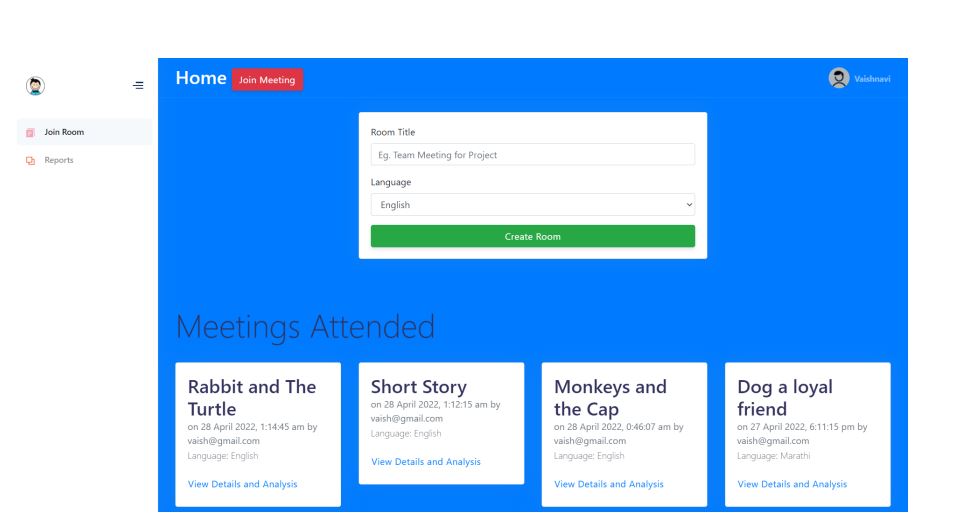 Home
Join Meeting
Vaishnavi
Join Room
Reports
Room Title
Eg. Team Meeting for Project
Language
English
Create Room
Meetings Attended
Rabbit and The
Turtle
on 28 April 2022, 1:14:45 am by
vaish@gmail.com
Language: English
View Details and Analysis
Short Story
on 28 April 2022, 1:12:15 am by
vaish@gmail.com
Language: English
View Details and Analysis
Monkeys and
the Cap
on 28 April 2022, 0:46:07 am by
vaish@gmail.com
Language: English
View Details and Analysis
Dog a loyal
friend
on 27 April 2022, 6:11:15 pm by
vaish@gmail.com
Language: Marathi
View Details and Analysis